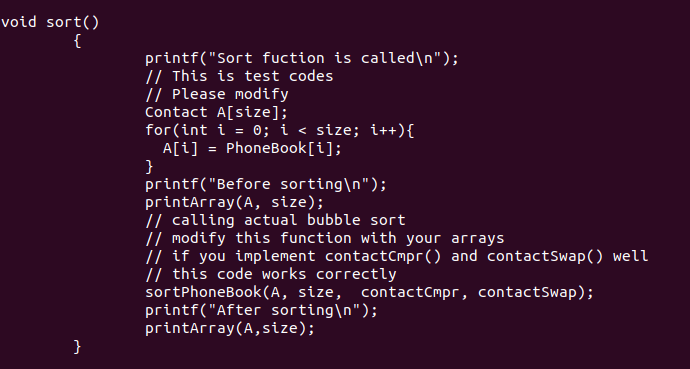 void sort()
{
printf("Sort fuction is called\n");
// This is test codes
// Please modify
Contact A[size];
for(int i = 0; i < size; i++){
A[i] = PhoneBook[i];
}
printf("Before sorting\n");
printArray(A, size);
// calling actual bubble sort
// modify this function with your arrays
// if you implement contactCmpr() and contactSwap() well
// this code works correctly
sortPhoneBook(A, size,  contactCmpr, contactSwap);
printf("After sorting\n");
printArray(A,size);
}